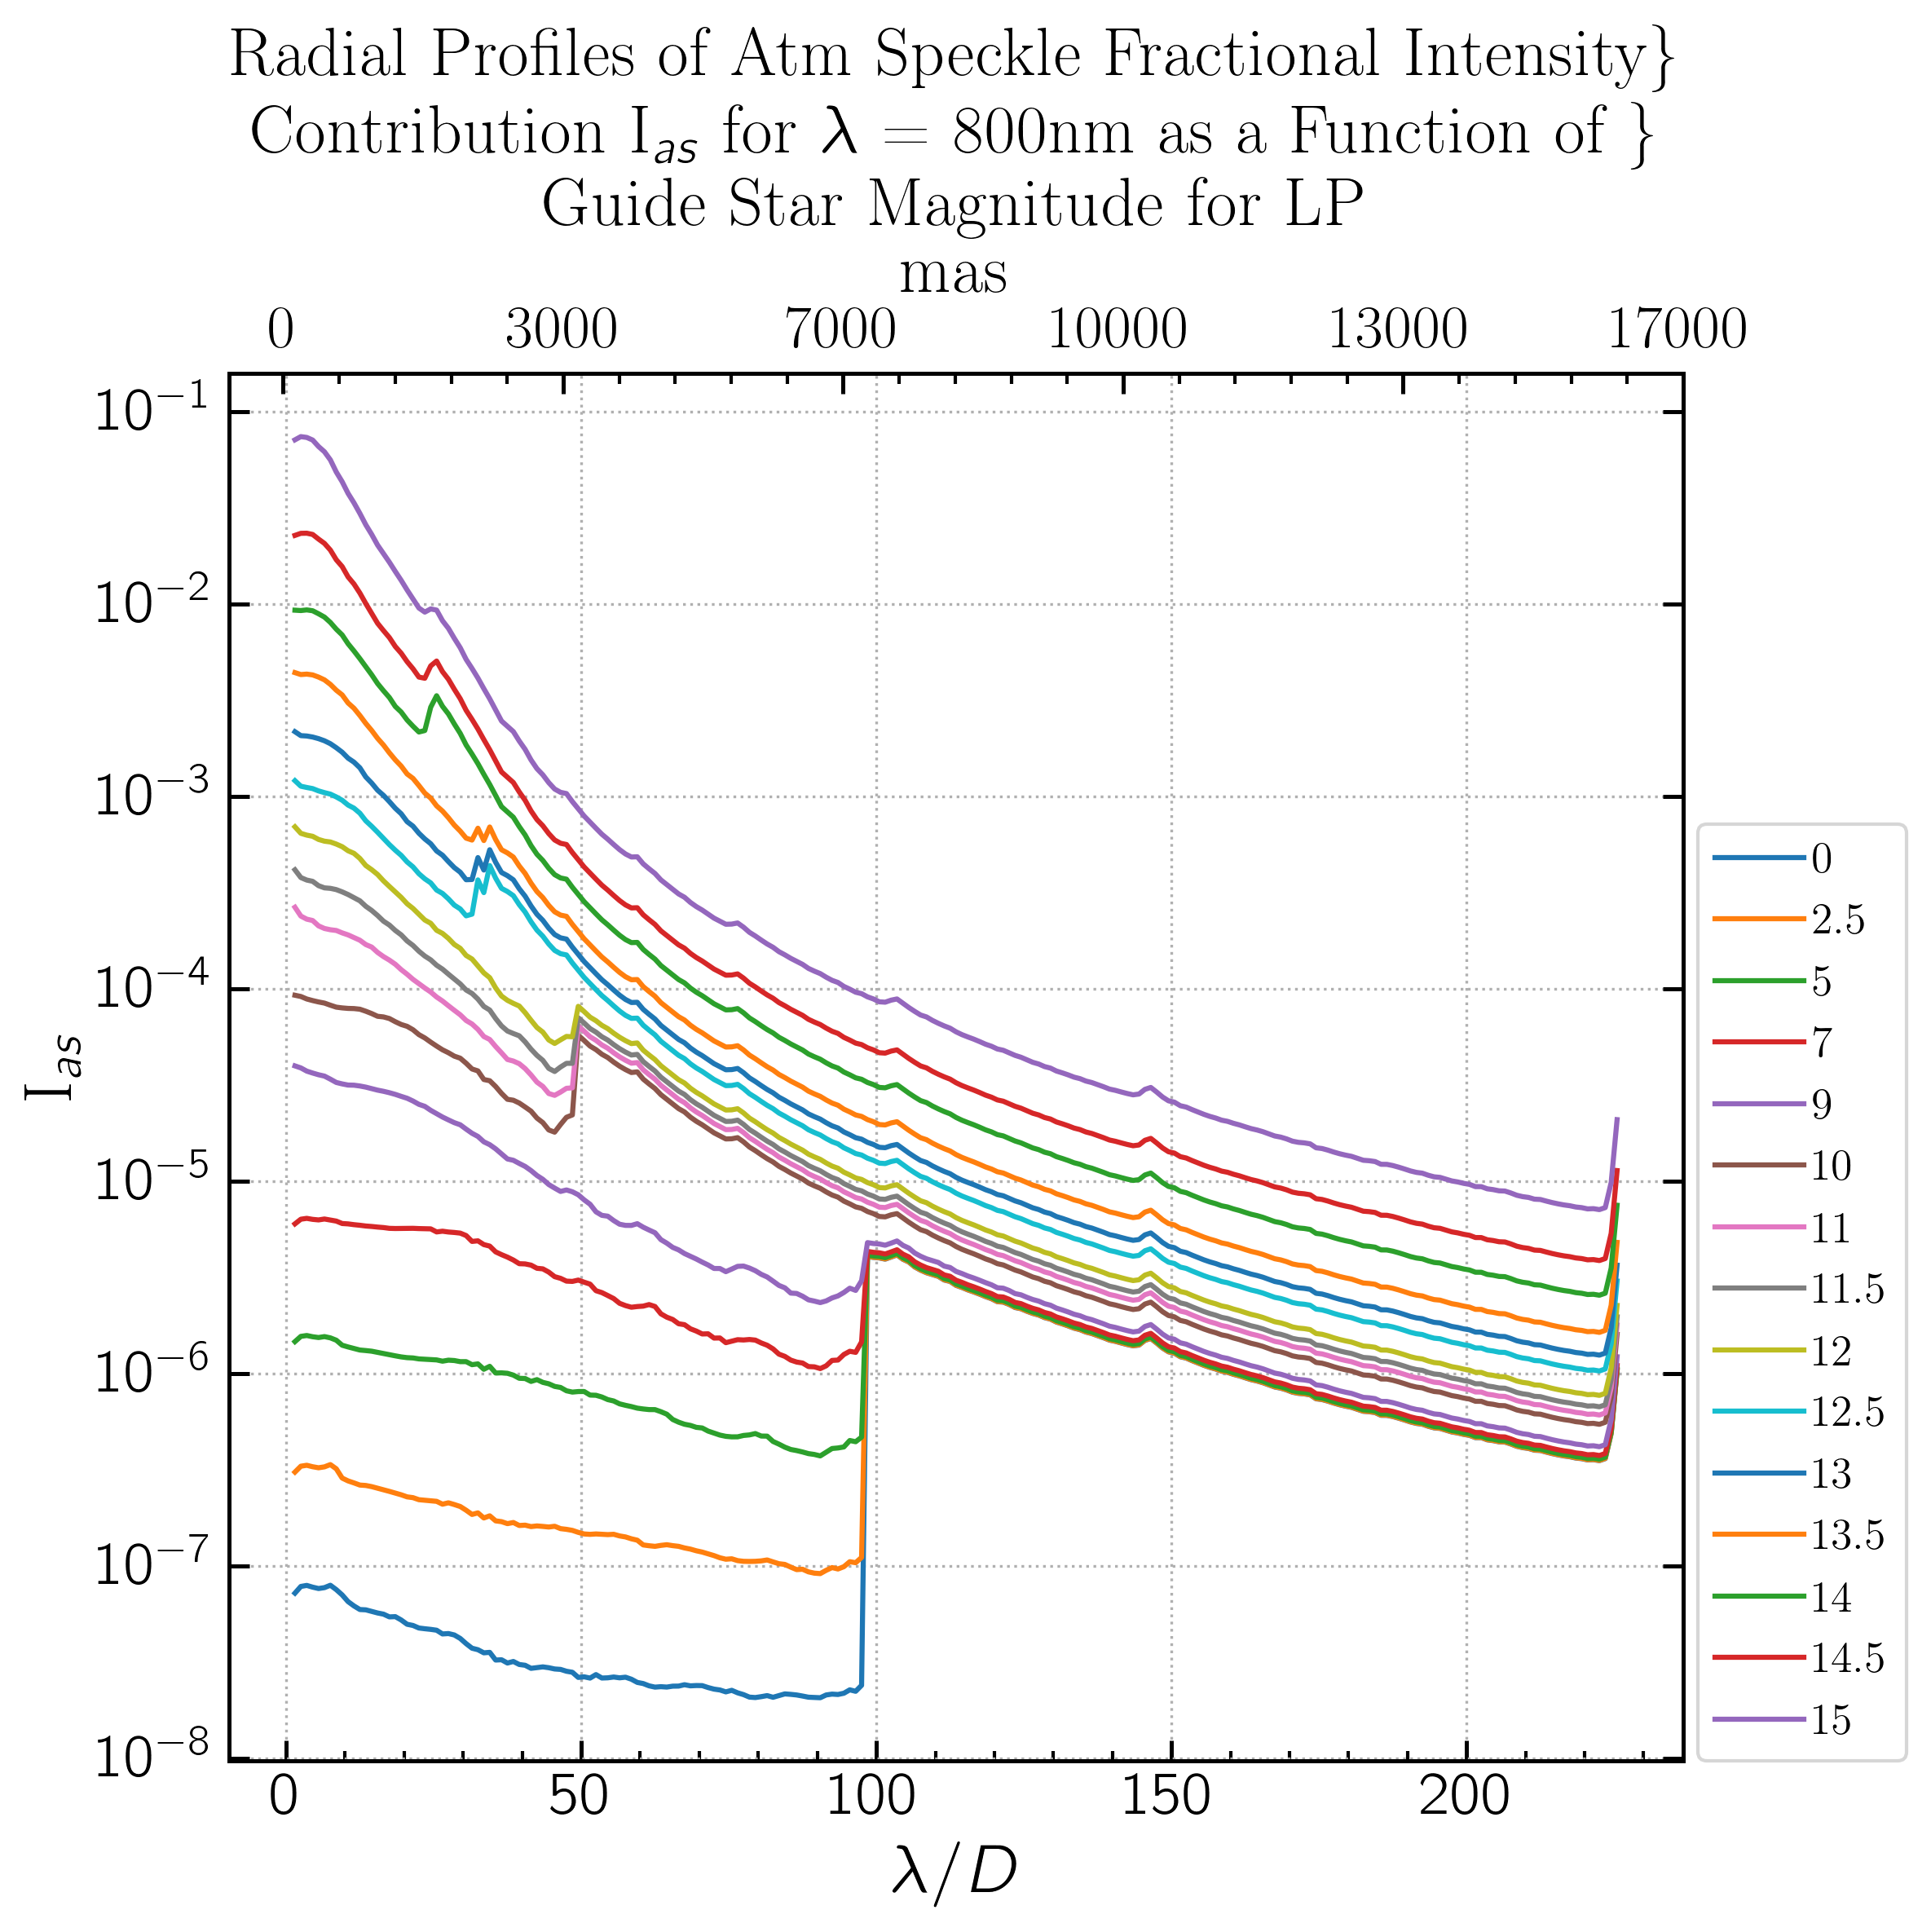 Radial Profiles of Atm Speckle Fractional Intensity}
Contribution I_as for λ = 800nm as a Function of }
Guide Star Magnitude for LP
mas
0 3000 7000 10000 13000 17000
10^−1
10^−2
10^−3
10^−4
10^−5
10^−6
10^−7
10^−8
I_as
0 50 100 150 200
λ/D
0
2.5
5
7
9
10
11
11.5
12
12.5
13
13.5
14
14.5
15